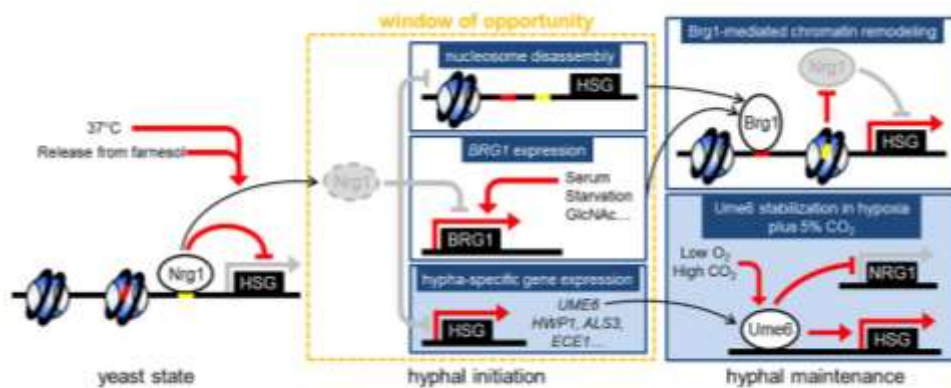 window of opportunity
37°C
Release from farnesol
Nrg1
HSG
yeast state
nucleosome disassembly
HSG
Nrg1
BRG1 expression
Serum
Starvation
GlcNAc...
BRG1
hypha-specific gene expression
HSG
UME6
HWP1, ALS3,
ECE1...
hyphal initiation
Brg1-mediated chromatin remodeling
Nrg1
Brg1
HSG
Ume6 stabilization in hypoxia
plus 5% CO₂
Low O₂
High CO₂
NRG1
Ume6
HSG
hyphal maintenance